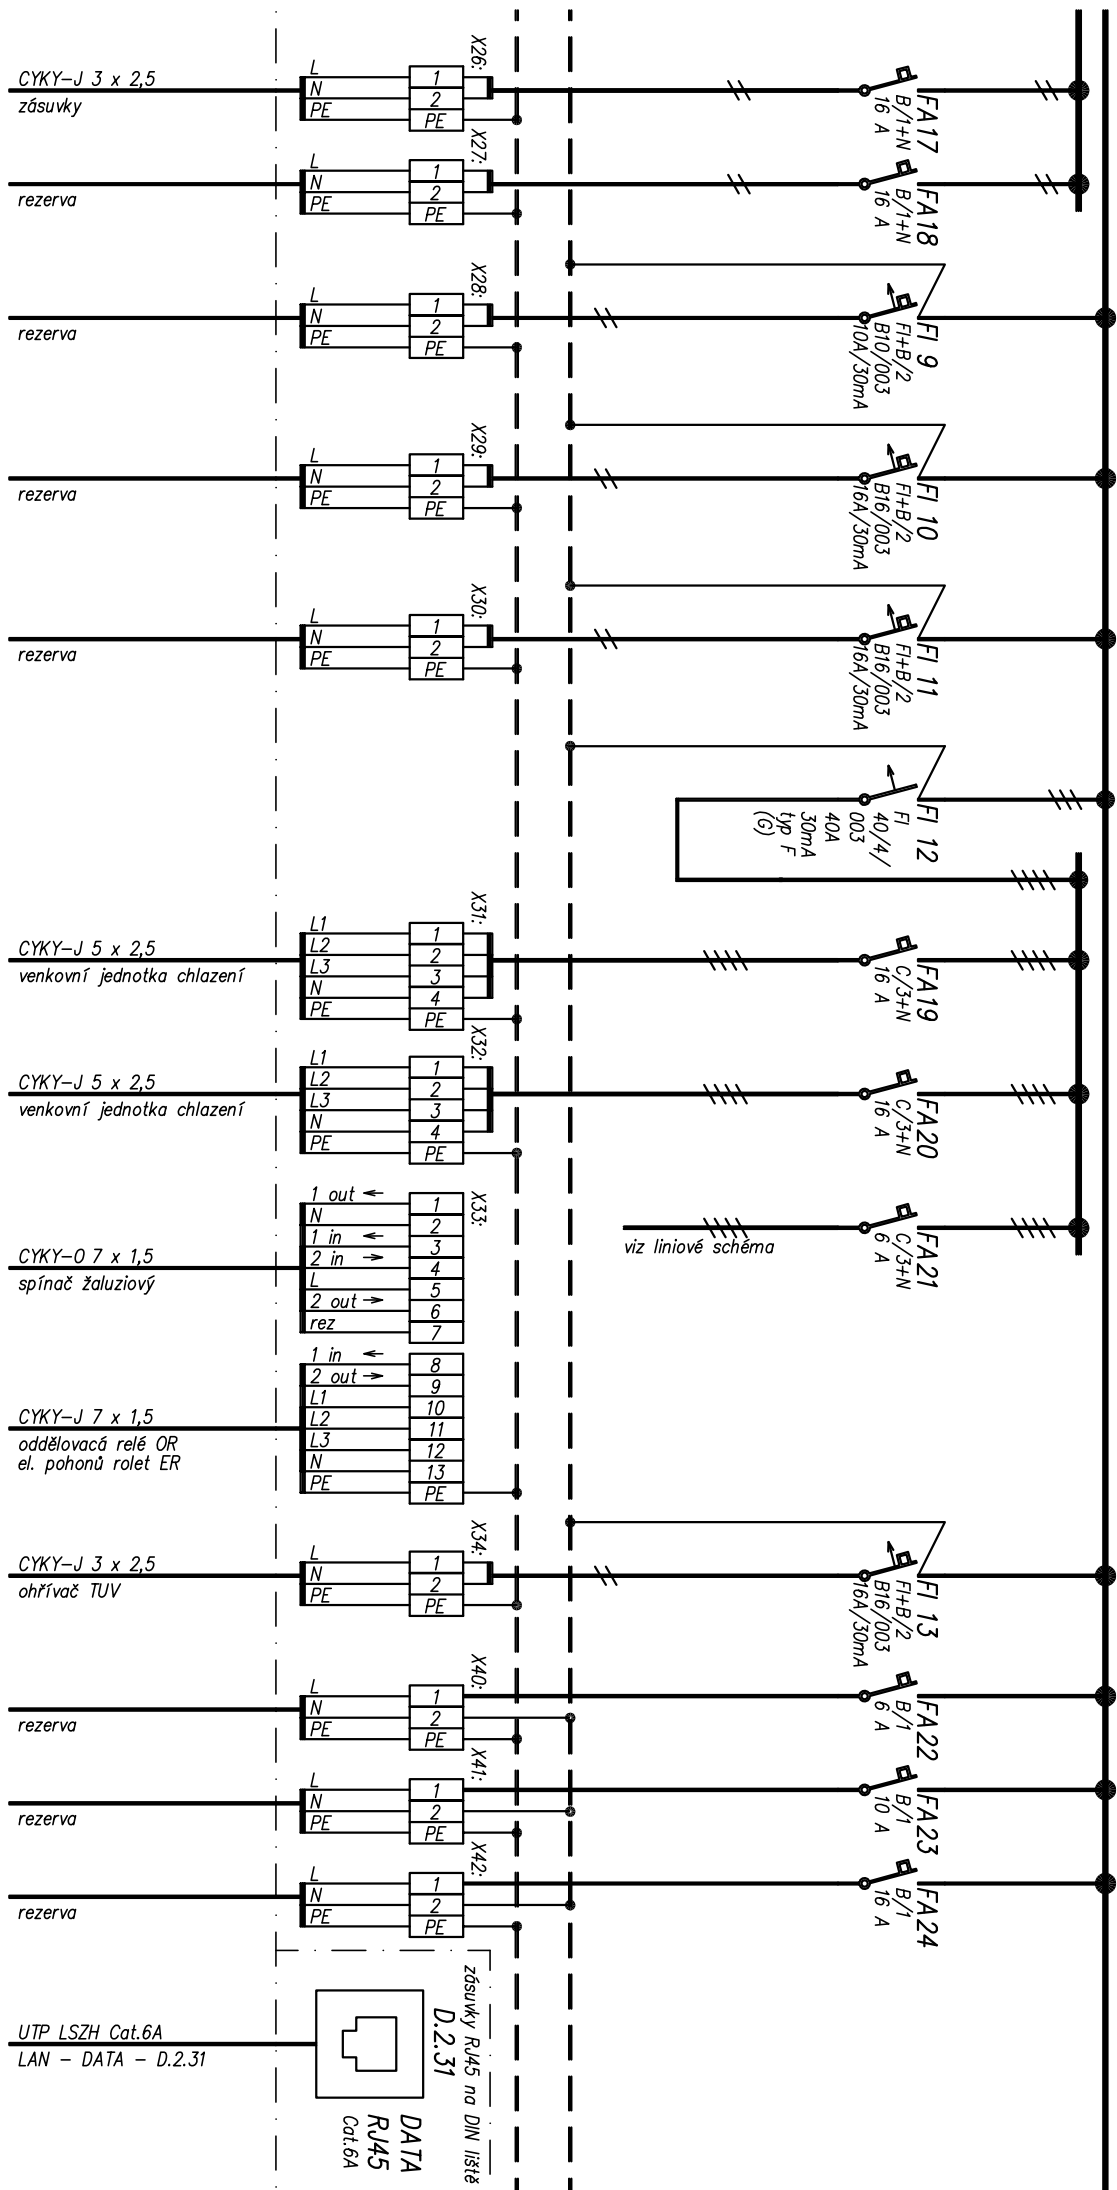 CYKY-J 3 x 2,5
zásuvky
L
N
PE
X26:
1
2
PE
FA17
B/1+N
16 A
rezerva
L
N
PE
X27:
1
2
PE
FA18
B/1+N
16 A
rezerva
L
N
PE
X28:
1
2
PE
FI 9
FI+B/2
B10/003
10A/30mA
rezerva
L
N
PE
X29:
1
2
PE
FI 10
FI+B/2
B16/003
16A/30mA
rezerva
L
N
PE
X30:
1
2
PE
FI 11
FI+B/2
B16/003
16A/30mA
FI 12
FI
40/4/
003
40A
30mA
typ F
(G)
CYKY-J 5 x 2,5
venkovní jednotka chlazení
L1
L2
L3
N
PE
X31:
1
2
3
4
PE
FA19
C/3+N
16 A
CYKY-J 5 x 2,5
venkovní jednotka chlazení
L1
L2
L3
N
PE
X32:
1
2
3
4
PE
FA20
C/3+N
16 A
CYKY-O 7 x 1,5
spínač žaluziový
1 out ←
N
1 in ←
2 in →
L
2 out →
rez
X33:
1
2
3
4
5
6
7
viz liniové schéma
FA21
C/3+N
6 A
CYKY-J 7 x 1,5
oddělovacá relé OR
el. pohonů rolet ER
1 in ←
2 out →
L1
L2
L3
N
PE
8
9
10
11
12
13
PE
CYKY-J 3 x 2,5
ohřívač TUV
L
N
PE
X34:
1
2
PE
FI 13
FI+B/2
B16/003
16A/30mA
rezerva
L
N
PE
X40:
1
2
PE
FA22
B/1
6 A
rezerva
L
N
PE
X41:
1
2
PE
FA23
B/1
10 A
rezerva
L
N
PE
X42:
1
2
PE
FA24
B/1
16 A
UTP LSZH Cat.6A
LAN - DATA - D.2.31
zásuvky RJ45 na DIN liště
D.2.31
DATA
RJ45
Cat.6A